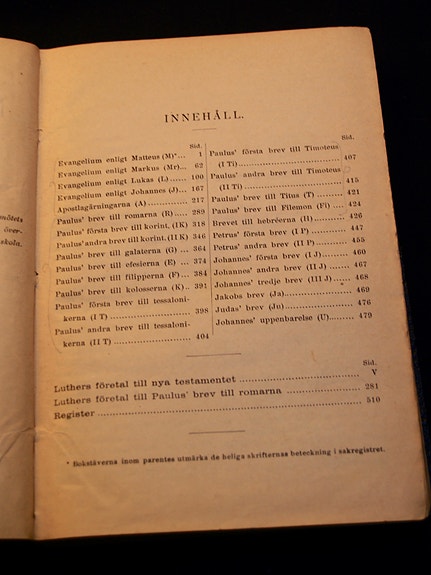 mötets
över-
skola.
INNEHÅLL.
Sid.
Evangelium enligt Matteus (M)*... 1
Evangelium enligt Markus (Mr)... 62
Evangelium enligt Lukas (L)..... 100
Evangelium enligt Johannes (J)... 167
Apostlagärningarna (A) ......... 217
Paulus' brev till romarna (R) .... 289
Paulus' första brev till korint. (I K) 318
Paulus' andra brev till korint. (II K) 346
Paulus' brev till galaterna (G) ... 364
Paulus' brev till efesierna (E) .... 374
Paulus' brev till filipperna (F).... 384
Paulus' brev till kolosserna (K).. 391
Paulus' första brev till tessaloni-
kerna (I T) .................... 398
Paulus' andra brev till tessaloni-
kerna (II T) ................... 404
Sid.
Paulus' första brev till Timoteus
(I Ti) .......................... 407
Paulus' andra brev till Timoteus
(II Ti) ......................... 415
Paulus' brev till Titus (T) ...... 421
Paulus' brev till Filemon (Fi) ... 424
Brevet till hebréerna (H) ........ 426
Petrus' första brev (I P) ........ 447
Petrus' andra brev (II P) ........ 455
Johannes' första brev (I J) ...... 460
Johannes' andra brev (II J) ...... 467
Johannes' tredje brev (III J)..... 468
Jakobs brev (Ja) ................. 469
Judas' brev (Ju) ................. 476
Johannes' uppenbarelse (U)........ 479
Sid.
Luthers företal till nya testamentet .............................. V
Luthers företal till Paulus' brev till romarna .................. 281
Register............................................................ 510
* Bokstäverna inom parentes utmärka de heliga skrifternas beteckning i sakregistret.